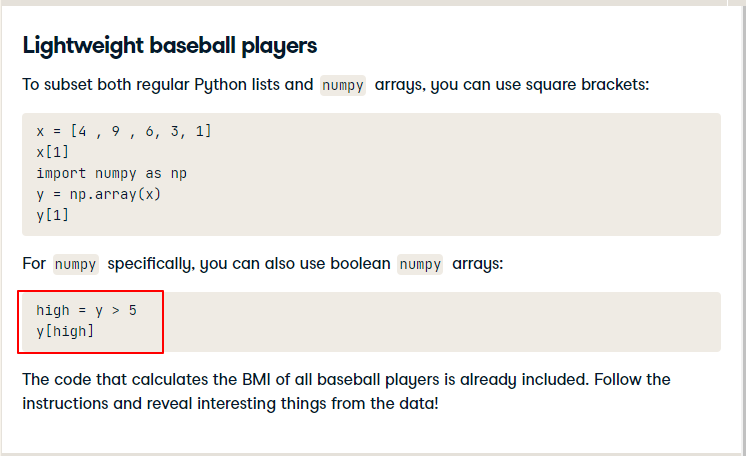 Lightweight baseball players
To subset both regular Python lists and numpy arrays, you can use square brackets:
x = [4 , 9 , 6, 3, 1]
x[1]
import numpy as np
y = np.array(x)
y[1]
For numpy specifically, you can also use boolean numpy arrays:
high = y > 5
y[high]
The code that calculates the BMI of all baseball players is already included. Follow the
instructions and reveal interesting things from the data!